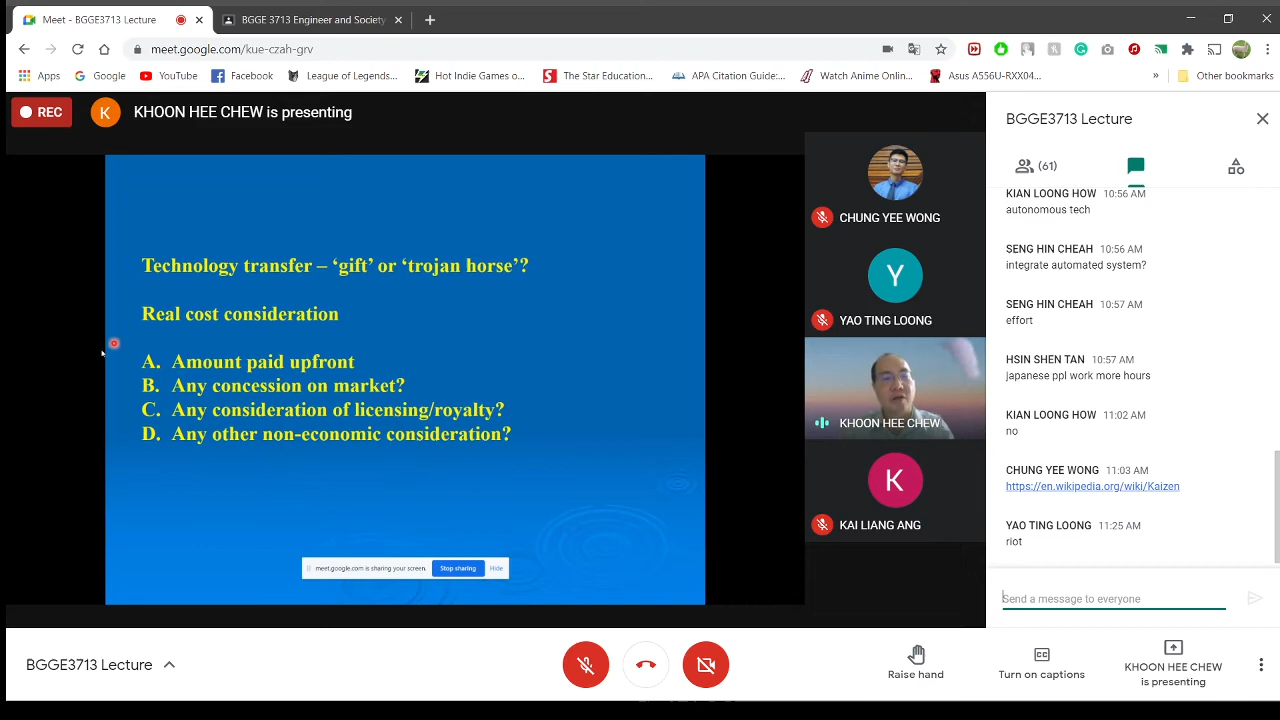 Meet - BGGE3713 Lecture
BGGE 3713 Engineer and Society
meet.google.com/kue-czah-grv
Apps
Google
YouTube
Facebook
League of Legends...
Hot Indie Games o...
The Star Education...
APA Citation Guide:...
Watch Anime Onlin...
Asus A556U-RXX04...
»
Other bookmarks
REC
K
KHOON HEE CHEW is presenting
Technology transfer – ‘gift’ or ‘trojan horse’?
Real cost consideration
A. Amount paid upfront
B. Any concession on market?
C. Any consideration of licensing/royalty?
D. Any other non-economic consideration?
meet.google.com is sharing your screen.
Stop sharing
Hide
CHUNG YEE WONG
Y
YAO TING LOONG
KHOON HEE CHEW
K
KAI LIANG ANG
BGGE3713 Lecture
(61)
KIAN LOONG HOW 10:56 AM
autonomous tech
SENG HIN CHEAH 10:56 AM
integrate automated system?
SENG HIN CHEAH 10:57 AM
effort
HSIN SHEN TAN 10:57 AM
japanese ppl work more hours
KIAN LOONG HOW 11:02 AM
no
CHUNG YEE WONG 11:03 AM
https://en.wikipedia.org/wiki/Kaizen
YAO TING LOONG 11:25 AM
riot
Send a message to everyone
BGGE3713 Lecture
Raise hand
Turn on captions
KHOON HEE CHEW
is presenting